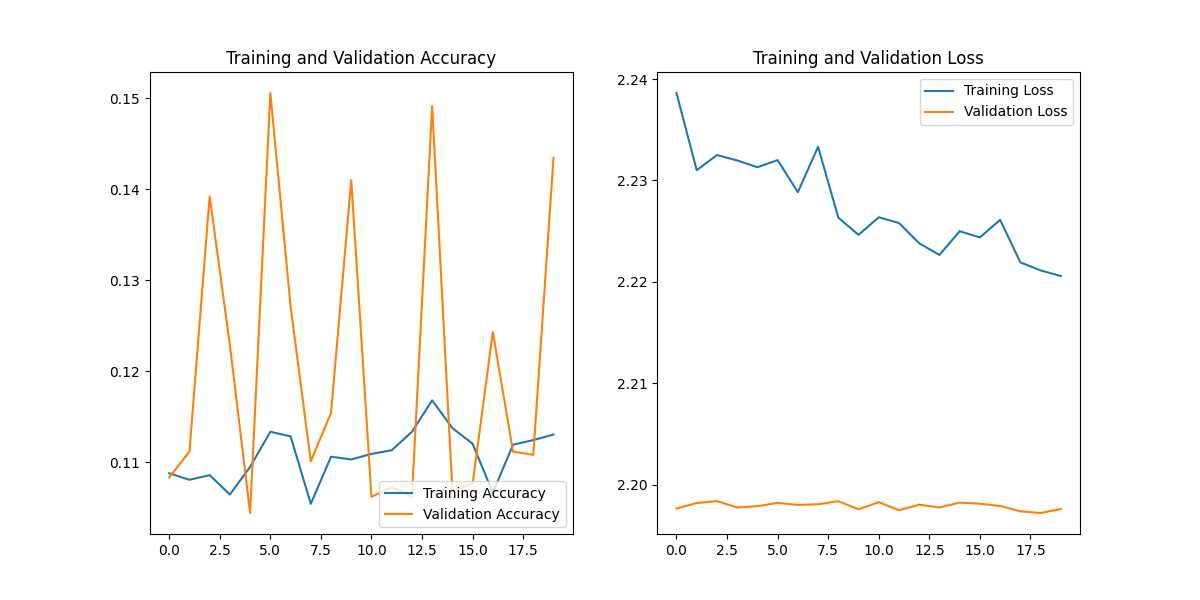 Training and Validation Accuracy
0.15
0.14
0.13
0.12
0.11
Training Accuracy
Validation Accuracy
0.0 2.5 5.0 7.5 10.0 12.5 15.0 17.5
Training and Validation Loss
2.24
2.23
2.22
2.21
2.20
Training Loss
Validation Loss
0.0 2.5 5.0 7.5 10.0 12.5 15.0 17.5